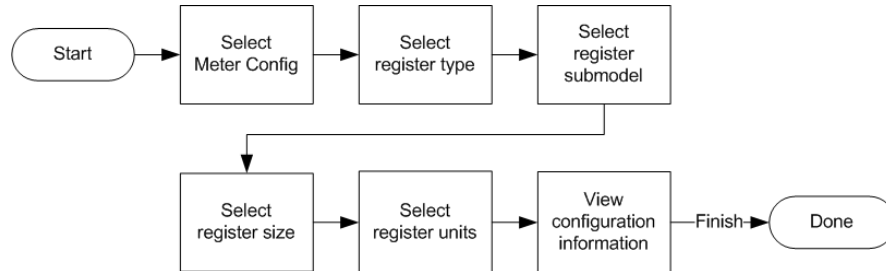 Start
Select
Meter Config
Select
register type
Select
register
submodel
Select
register size
Select
register units
View
configuration
information
Finish
Done